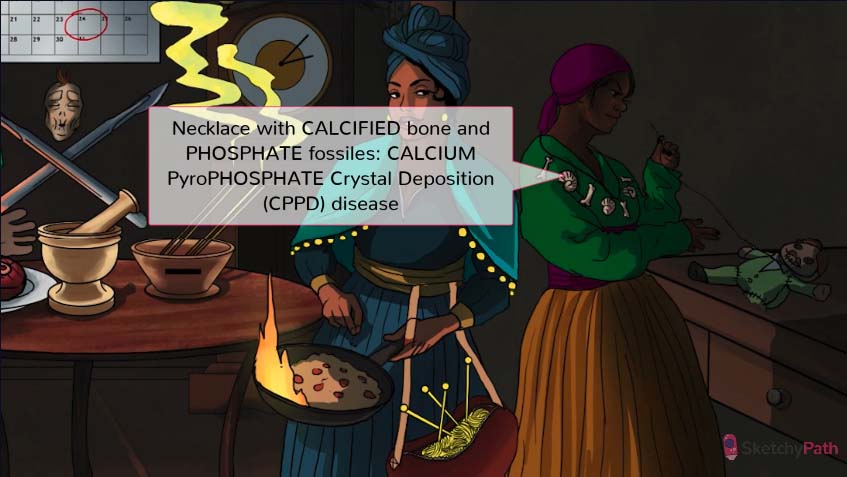 21 22 23 24 25 26
28 29 30 31
Necklace with CALCIFIED bone and
PHOSPHATE fossiles: CALCIUM
PyroPHOSPHATE Crystal Deposition
(CPPD) disease
SketchyPath